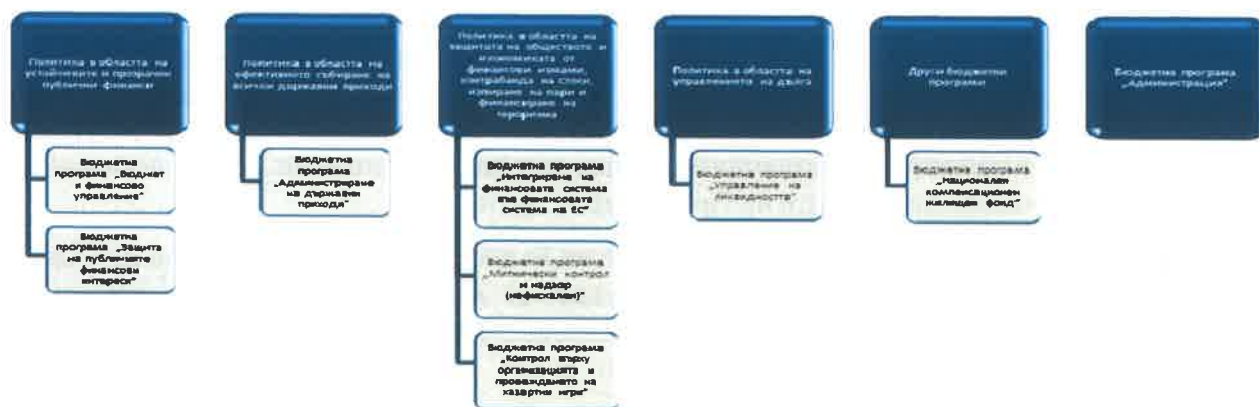 Политика в областта на
устойчивите и прозрачни
публични финанси
Бюджетна
програма „Бюджет
и финансово
управление“
Бюджетна
програма „Защита
на публичните
финансови
интереси“
Политика в областта на
ефективното събиране на
всички държавни приходи
Бюджетна
програма
„Администриране
на държавни
приходи“
Политика в областта на
защитата на обществото и
икономиката от
финансови измами,
контрабанда на стоки,
изпиране на пари и
финансиране на
тероризма
Бюджетна програма
„Интегриране на
финансовата система
във финансовата
система на ЕС“
Бюджетна програма
„Митнически контрол
и надзор
(нефискален)“
Бюджетна програма
„Контрол върху
организацията и
провеждането на
хазартни игри“
Политика в областта на
управлението на дълга
Бюджетна програма
„Управление на
ликвидността“
Други бюджетни
програми
Бюджетна програма
„Национален
компенсационен
жилищен фонд“
Бюджетна програма
„Администрация“